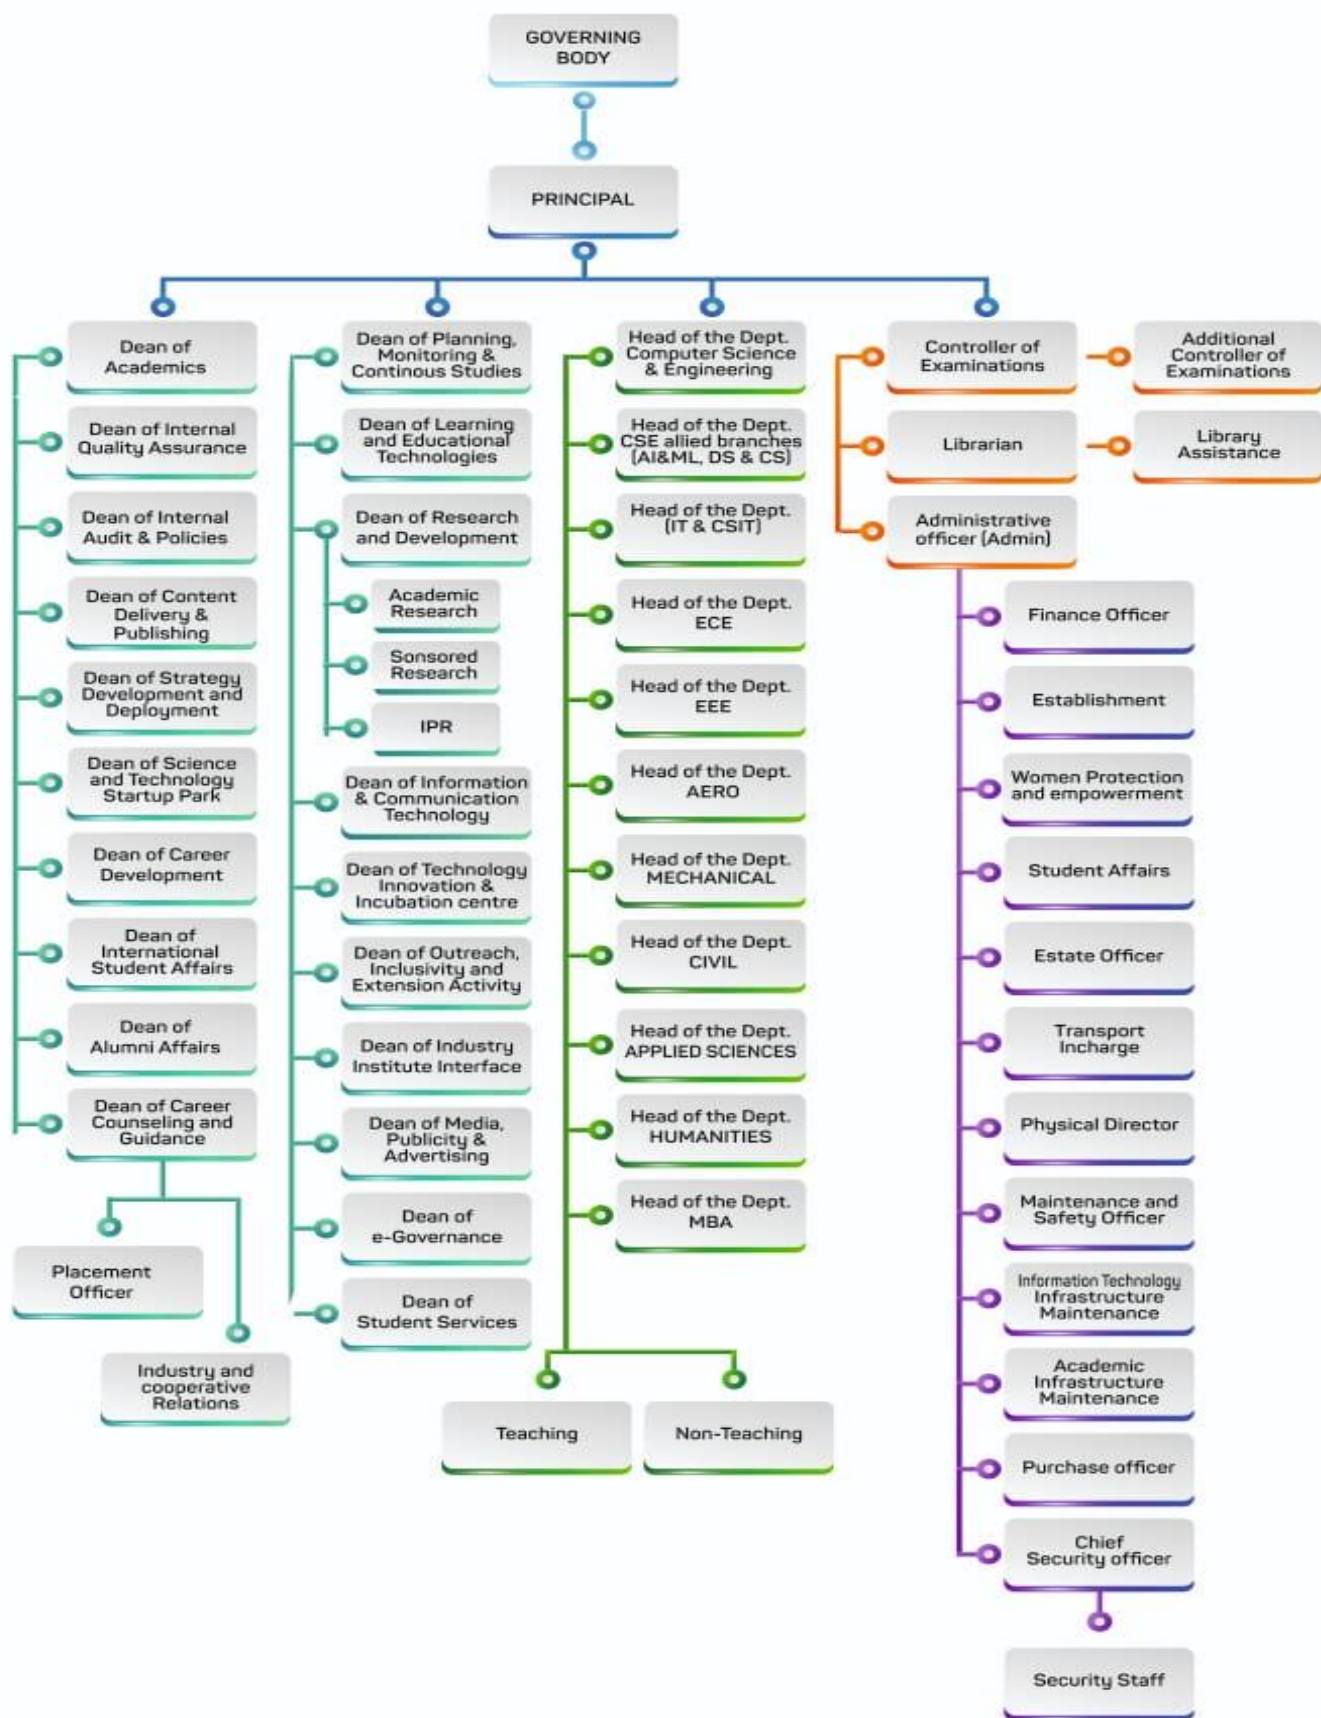 GOVERNING
BODY
PRINCIPAL
Dean of
Academics
Dean of Internal
Quality Assurance
Dean of Internal
Audit & Policies
Dean of Content
Delivery &
Publishing
Dean of Strategy
Development and
Deployment
Dean of Science
and Technology
Startup Park
Dean of Career
Development
Dean of
International
Student Affairs
Dean of
Alumni Affairs
Dean of Career
Counseling and
Guidance
Placement
Officer
Industry and
cooperative
Relations
Dean of Planning,
Monitoring &
Continous Studies
Dean of Learning
and Educational
Technologies
Dean of Research
and Development
Academic
Research
Sonsored
Research
IPR
Dean of Information
& Communication
Technology
Dean of Technology
Innovation &
Incubation centre
Dean of Outreach,
Inclusivity and
Extension Activity
Dean of Industry
Institute Interface
Dean of Media,
Publicity &
Advertising
Dean of
e-Governance
Dean of
Student Services
Head of the Dept.
Computer Science
& Engineering
Head of the Dept.
CSE allied branches
(AI&ML, DS & CS)
Head of the Dept.
(IT & CSIT)
Head of the Dept.
ECE
Head of the Dept.
EEE
Head of the Dept.
AERO
Head of the Dept.
MECHANICAL
Head of the Dept.
CIVIL
Head of the Dept.
APPLIED SCIENCES
Head of the Dept.
HUMANITIES
Head of the Dept.
MBA
Teaching
Non-Teaching
Controller of
Examinations
Additional
Controller of
Examinations
Librarian
Library
Assistance
Administrative
officer (Admin)
Finance Officer
Establishment
Women Protection
and empowerment
Student Affairs
Estate Officer
Transport
Incharge
Physical Director
Maintenance and
Safety Officer
Information Technology
Infrastructure
Maintenance
Academic
Infrastructure
Maintenance
Purchase officer
Chief
Security officer
Security Staff